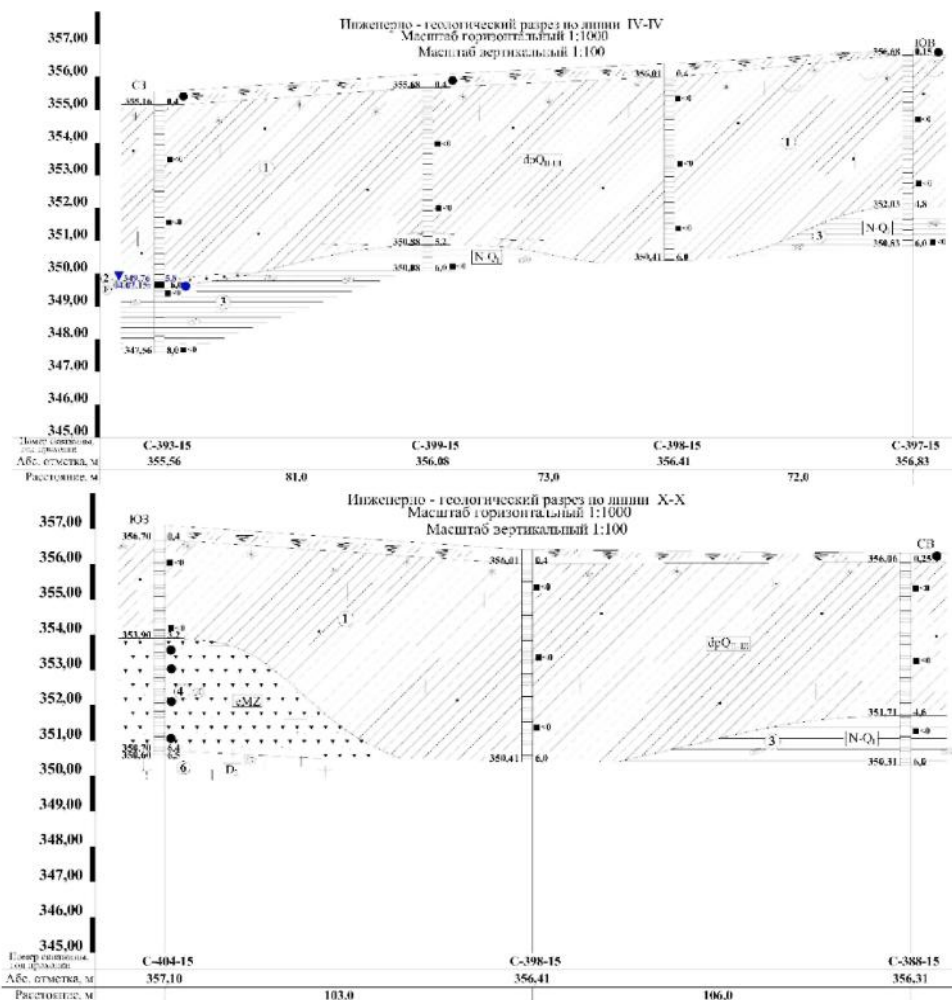 Инженерно - геологический разрез по линии IV-IV
Масштаб горизонтальный 1:1000
Масштаб вертикальный 1:100
357,00
356,00
355,00
354,00
353,00
352,00
351,00
350,00
349,00
348,00
347,00
346,00
345,00
СЗ
ЮВ
355,16 0,4
355,68 0,4
356,01 0,4
356,68 0,15
1
1
352,03 4,8
N-Q
3
350,83 6,0
350,88 5,2
N-Q
350,08 6,0
350,41 6,0
349,76
3
347,56 8,0
С-393-15 С-399-15 С-398-15 С-397-15
Абс. отметка, м 355,56 356,08 356,41 356,83
Расстояние, м 81,0 73,0 72,0
Инженерно - геологический разрез по линии X-X
Масштаб горизонтальный 1:1000
Масштаб вертикальный 1:100
357,00
356,00
355,00
354,00
353,00
352,00
351,00
350,00
349,00
348,00
347,00
346,00
345,00
ЮЗ
СВ
356,70 0,4
356,01 0,4
356,06 0,25
1
353,90 3,2
4
eMZ
350,70 6,4
6
D
350,41 6,0
351,71 4,6
3
N-Q
350,31 6,0
С-404-15 С-398-15 С-388-15
Абс. отметка, м 357,10 356,41 356,31
Расстояние, м 103,0 106,0